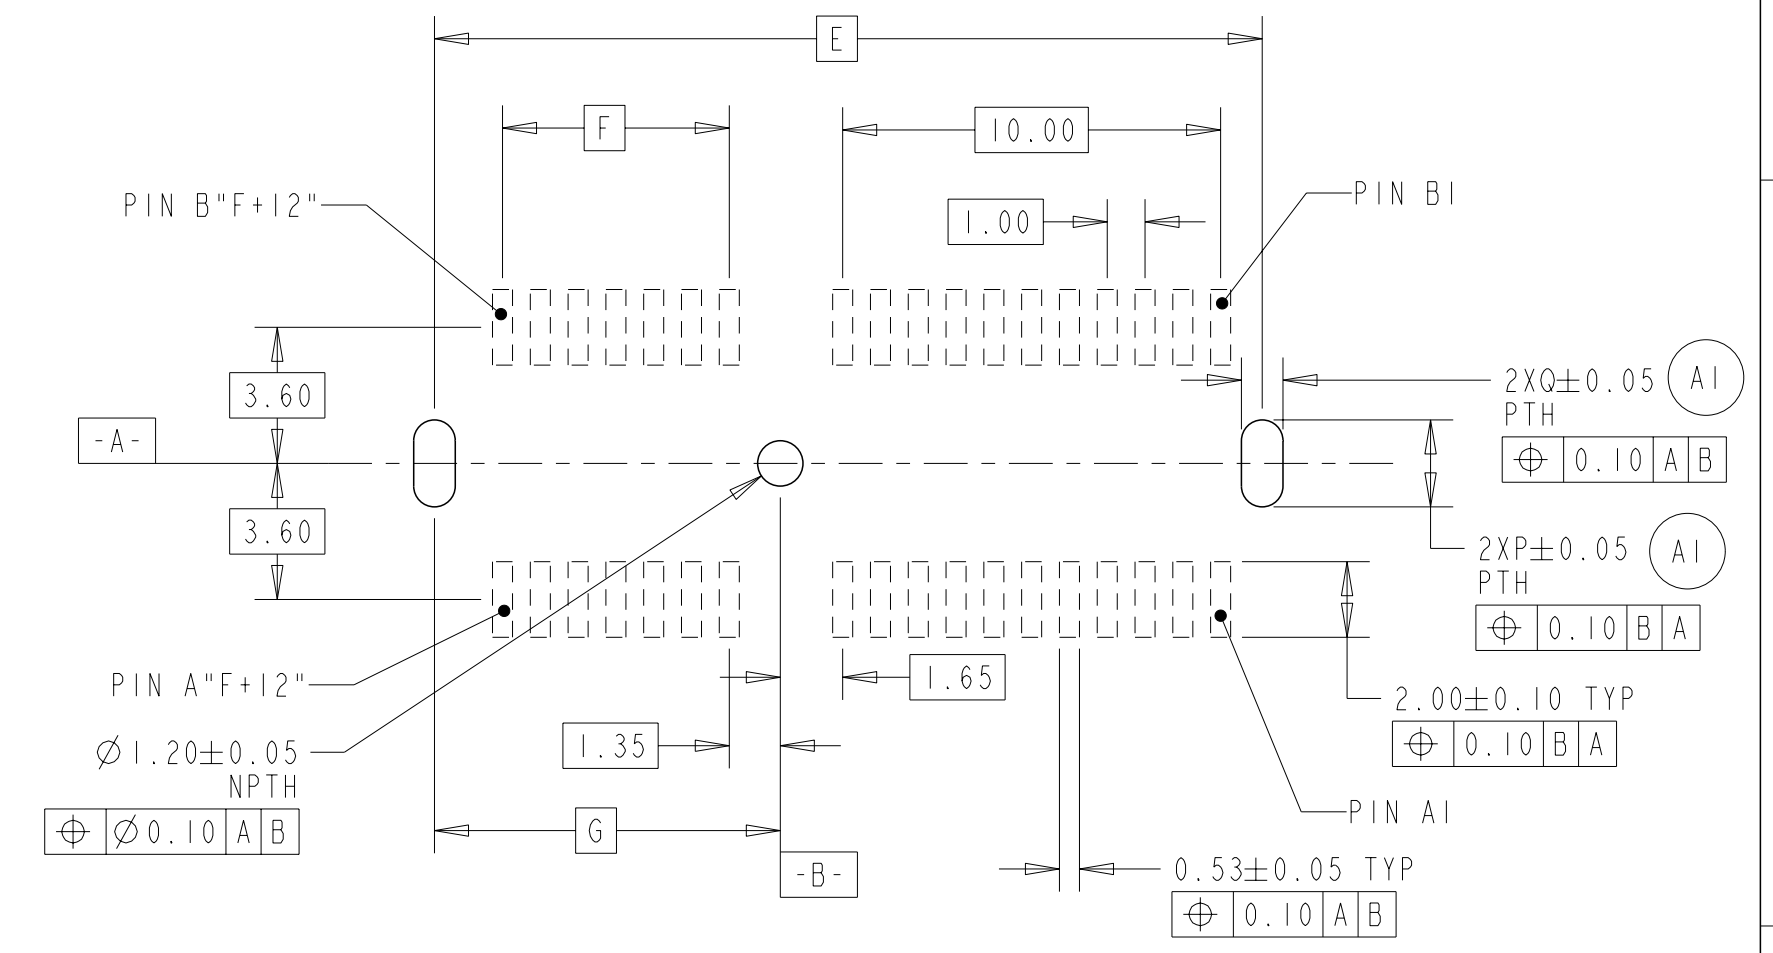 E
F
10.00
PIN B"F+12"
PIN B1
1.00
3.60
2XQ±0.05
A1
PTH
⌖ 0.10 A B
-A-
3.60
2XP±0.05
A1
PTH
⌖ 0.10 B A
PIN A"F+12"
1.65
2.00±0.10 TYP
⌖ 0.10 B A
1.35
Ø1.20±0.05
NPTH
⌖ Ø0.10 A B
G
PIN A1
-B-
0.53±0.05 TYP
⌖ 0.10 A B